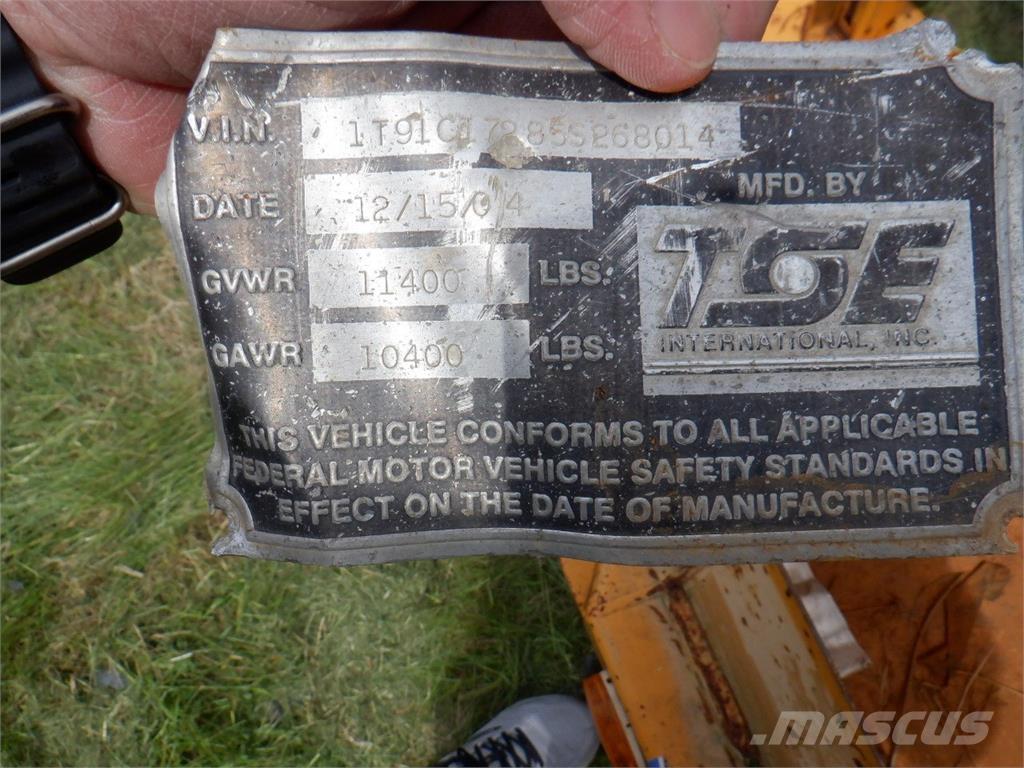 V.I.N.
DATE 12/15/04
MFD. BY
GVWR 11400 LBS.
TSE
INTERNATIONAL, INC.
GAWR 10400 LBS.
THIS VEHICLE CONFORMS TO ALL APPLICABLE
FEDERAL MOTOR VEHICLE SAFETY STANDARDS IN
EFFECT ON THE DATE OF MANUFACTURE.
MASCUS